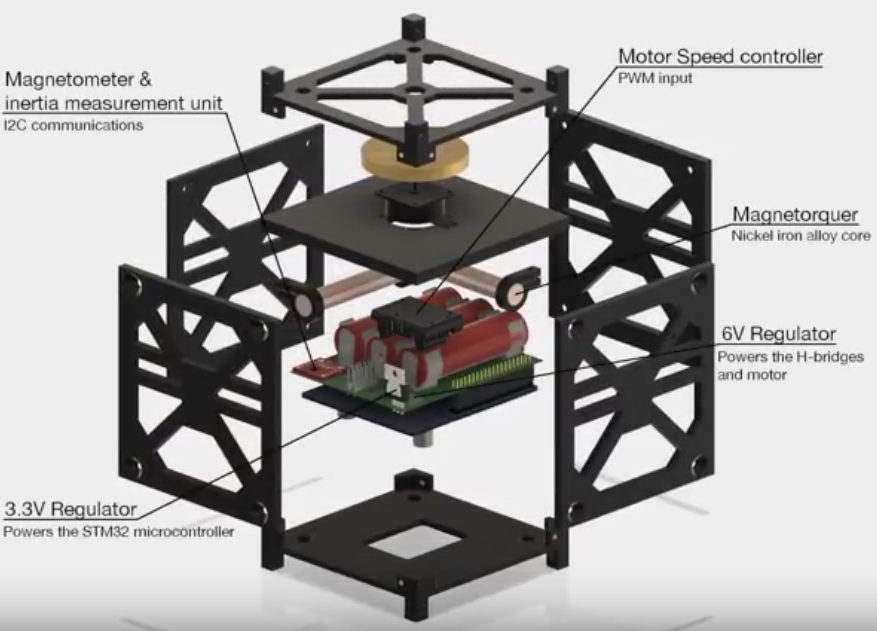 Magnetometer &
inertia measurement unit
I2C communications
Motor Speed controller
PWM input
Magnetorquer
Nickel iron alloy core
6V Regulator
Powers the H-bridges
and motor
3.3V Regulator
Powers the STM32 microcontroller